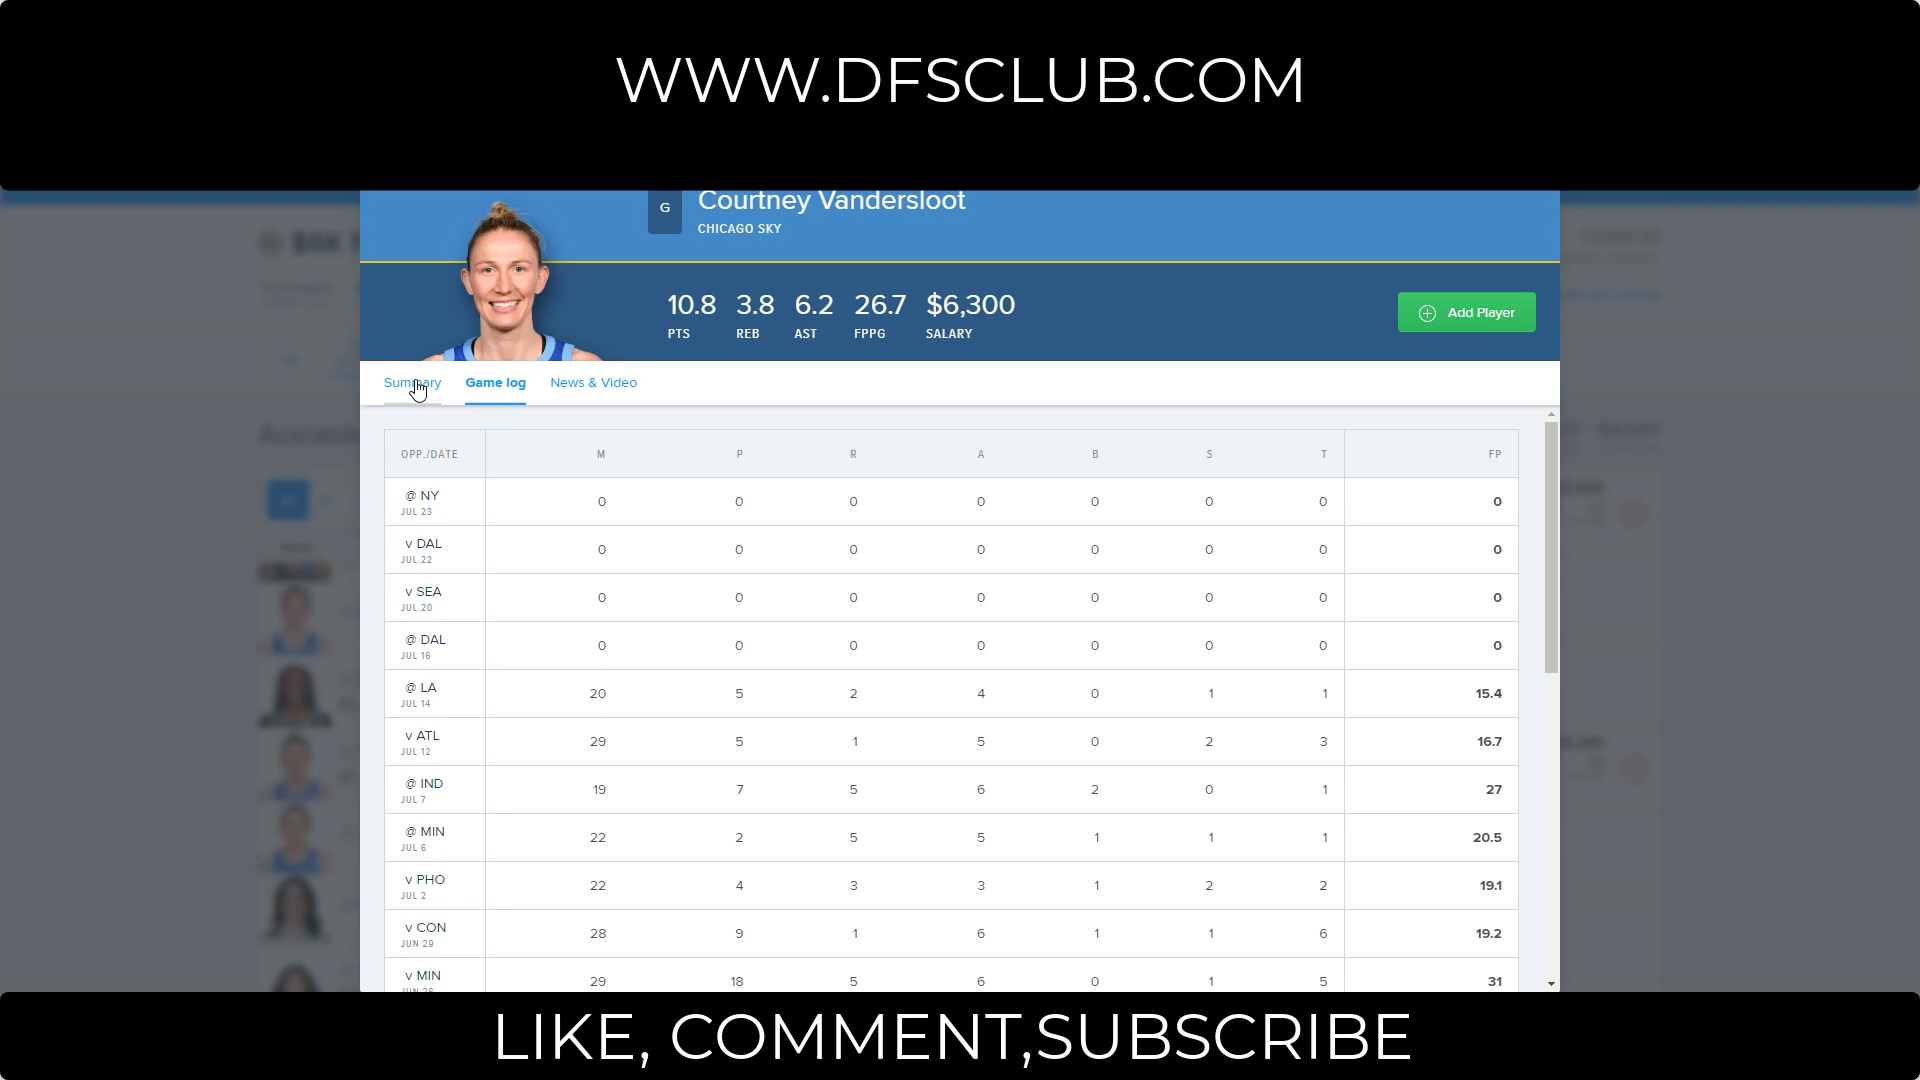 WWW.DFSCLUB.COM
G
Courtney Vandersloot
CHICAGO SKY
10.8 3.8 6.2 26.7 $6,300
PTS REB AST FPPG SALARY
Add Player
Summary Game log News & Video
OPP./DATE M P R A B S T FP
@ NY 0 0 0 0 0 0 0 0
JUL 23
v DAL 0 0 0 0 0 0 0 0
JUL 22
v SEA 0 0 0 0 0 0 0 0
JUL 20
@ DAL 0 0 0 0 0 0 0 0
JUL 16
@ LA 20 5 2 4 0 1 1 15.4
JUL 14
v ATL 29 5 1 5 0 2 3 16.7
JUL 12
@ IND 19 7 5 6 2 0 1 27
JUL 7
@ MIN 22 2 5 5 1 1 1 20.5
JUL 6
v PHO 22 4 3 3 1 2 2 19.1
JUL 2
v CON 28 9 1 6 1 1 6 19.2
JUN 29
v MIN 29 18 5 6 0 1 5 31
LIKE, COMMENT,SUBSCRIBE